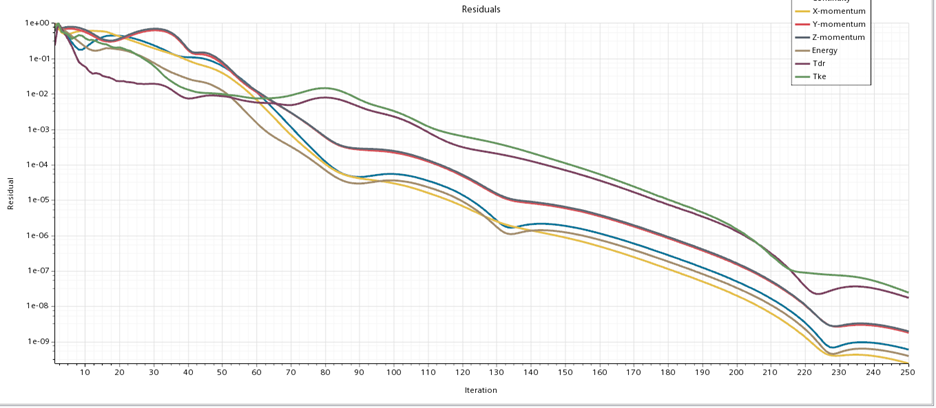 Residuals
X-momentum
Y-momentum
Z-momentum
Energy
Tdr
Tke
1e+00
1e-01
1e-02
1e-03
1e-04
1e-05
1e-06
1e-07
1e-08
1e-09
Residual
10 20 30 40 50 60 70 80 90 100 110 120 130 140 150 160 170 180 190 200 210 220 230 240 250
Iteration